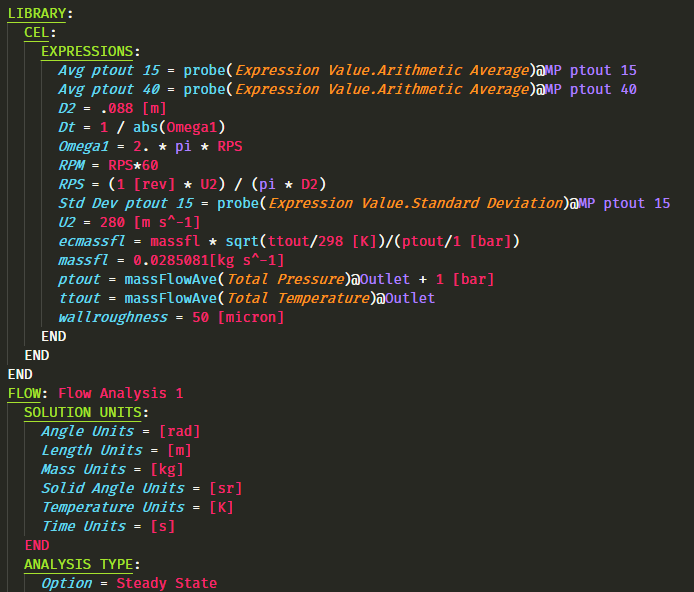 LIBRARY:
CEL:
EXPRESSIONS:
Avg ptout 15 = probe(Expression Value.Arithmetic Average)@MP ptout 15
Avg ptout 40 = probe(Expression Value.Arithmetic Average)@MP ptout 40
D2 = .088 [m]
Dt = 1 / abs(Omega1)
Omega1 = 2. * pi * RPS
RPM = RPS*60
RPS = (1 [rev] * U2) / (pi * D2)
Std Dev ptout 15 = probe(Expression Value.Standard Deviation)@MP ptout 15
U2 = 280 [m s^-1]
ecmassfl = massfl * sqrt(ttout/298 [K])/(ptout/1 [bar])
massfl = 0.0285081[kg s^-1]
ptout = massFlowAve(Total Pressure)@Outlet + 1 [bar]
ttout = massFlowAve(Total Temperature)@Outlet
wallroughness = 50 [micron]
END
END
END
FLOW: Flow Analysis 1
SOLUTION UNITS:
Angle Units = [rad]
Length Units = [m]
Mass Units = [kg]
Solid Angle Units = [sr]
Temperature Units = [K]
Time Units = [s]
END
ANALYSIS TYPE:
Option = Steady State